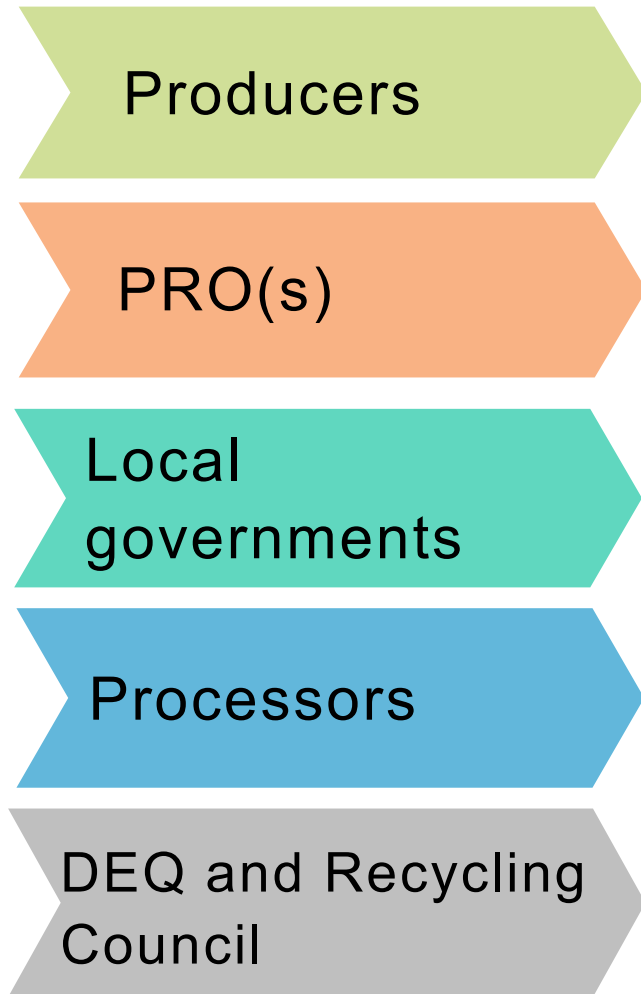 Producers
PRO(s)
Local
governments
Processors
DEQ and Recycling
Council